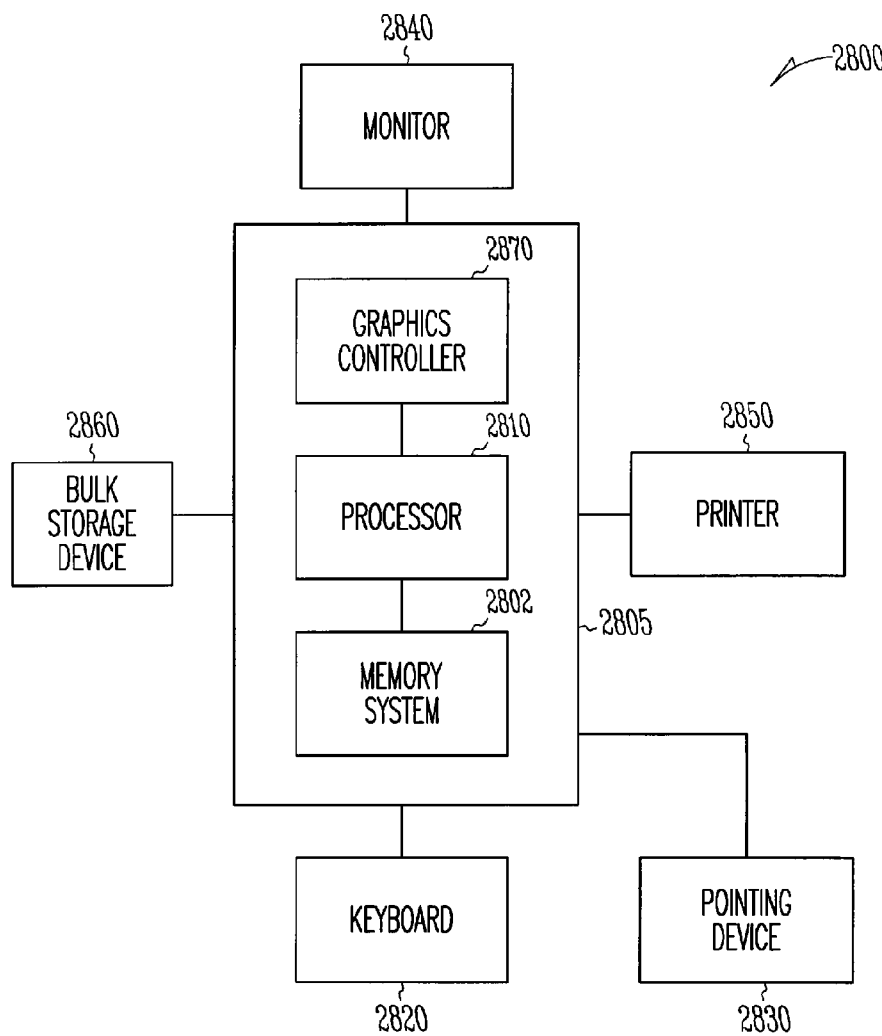 2840
2800
MONITOR
2870
GRAPHICS
CONTROLLER
2860
2810
2850
BULK
STORAGE
DEVICE
PROCESSOR
PRINTER
2802
2805
MEMORY
SYSTEM
KEYBOARD
POINTING
DEVICE
2820
2830